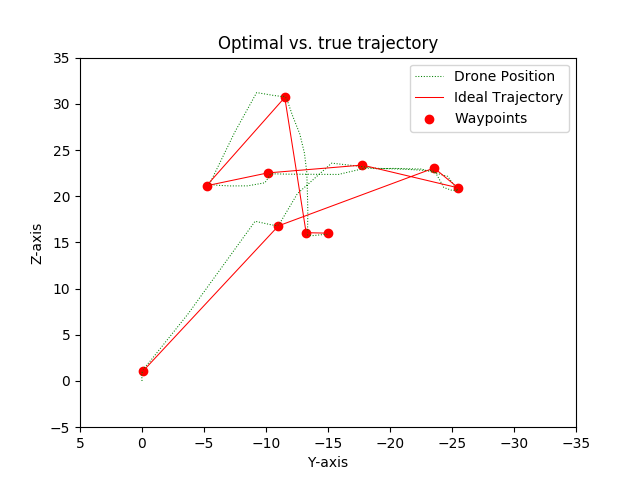 Optimal vs. true trajectory
Drone Position
Ideal Trajectory
Waypoints
35
30
25
20
15
10
5
0
−5
Z-axis
5 0 −5 −10 −15 −20 −25 −30 −35
Y-axis